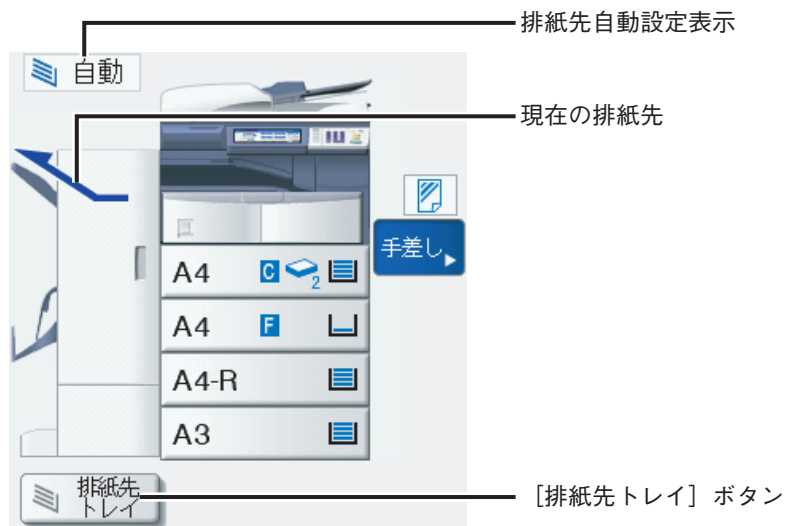 排紙先自動設定表示
自動
現在の排紙先
手差し
A4 C 2
A4 F
A4-R
A3
排紙先
トレイ
［排紙先トレイ］ボタン